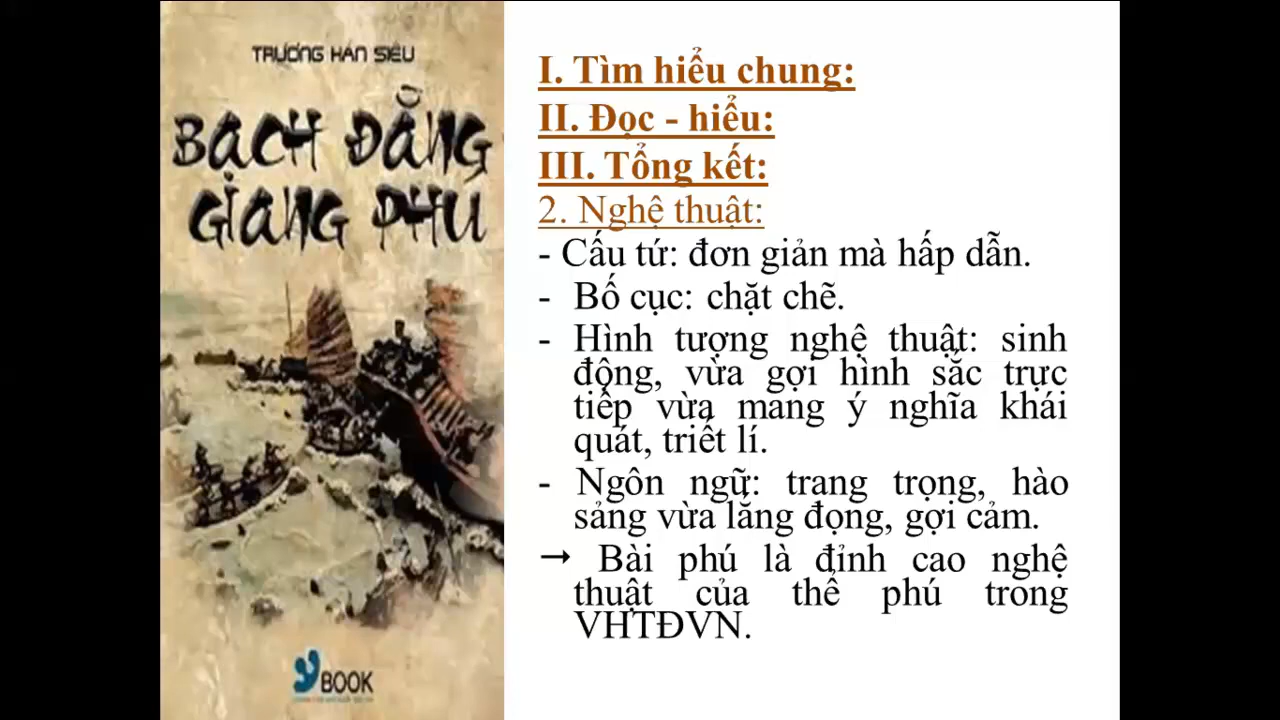 TRƯƠNG HÁN SIÊU
BẠCH ĐẰNG
GIANG PHÚ
BOOK
I. Tìm hiểu chung:
II. Đọc - hiểu:
III. Tổng kết:
2. Nghệ thuật:
- Cấu tứ: đơn giản mà hấp dẫn.
- Bố cục: chặt chẽ.
- Hình tượng nghệ thuật: sinh
động, vừa gợi hình sắc trực
tiếp vừa mang ý nghĩa khái
quát, triết lí.
- Ngôn ngữ: trang trọng, hào
sảng vừa lắng đọng, gợi cảm.
→ Bài phú là đỉnh cao nghệ
thuật của thể phú trong
VHTĐVN.